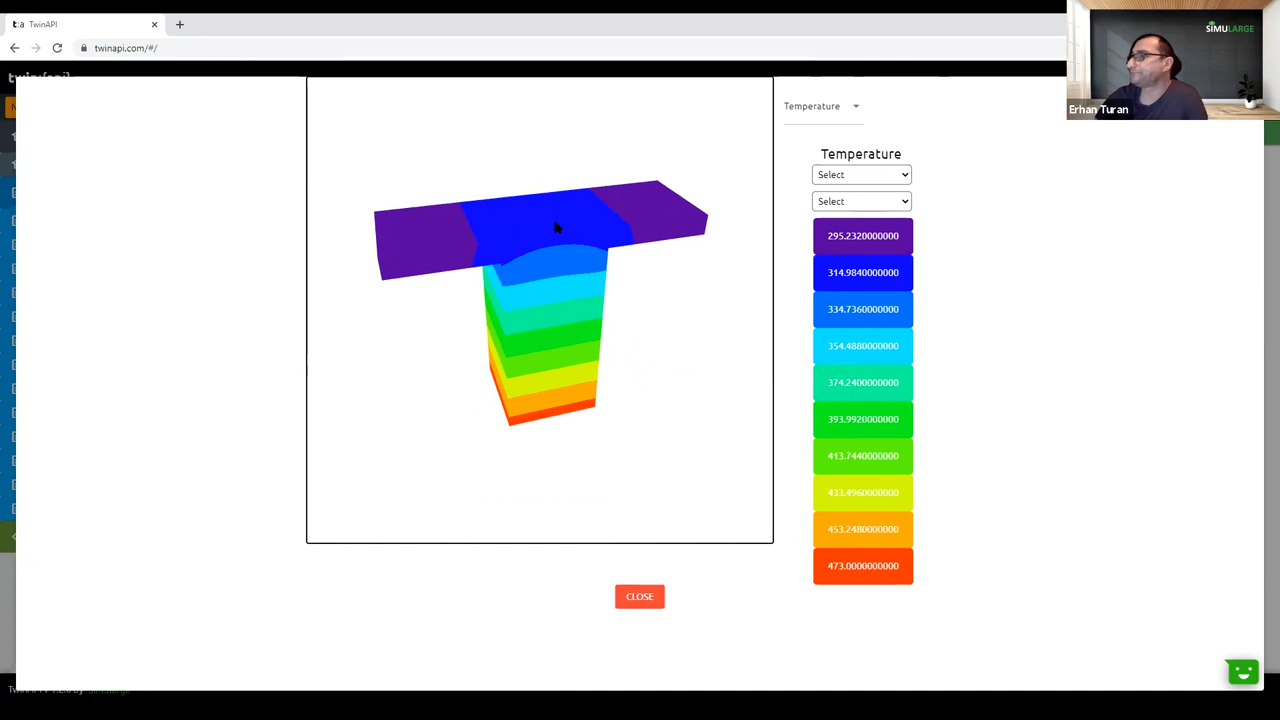 t:a TwinAPI
twinapi.com/#/
SiMULARGE
Erhan Turan
Temperature
Temperature
Select
Select
295.2320000000
314.9840000000
334.7360000000
354.4880000000
374.2400000000
393.9920000000
413.7440000000
433.4960000000
453.2480000000
473.0000000000
CLOSE